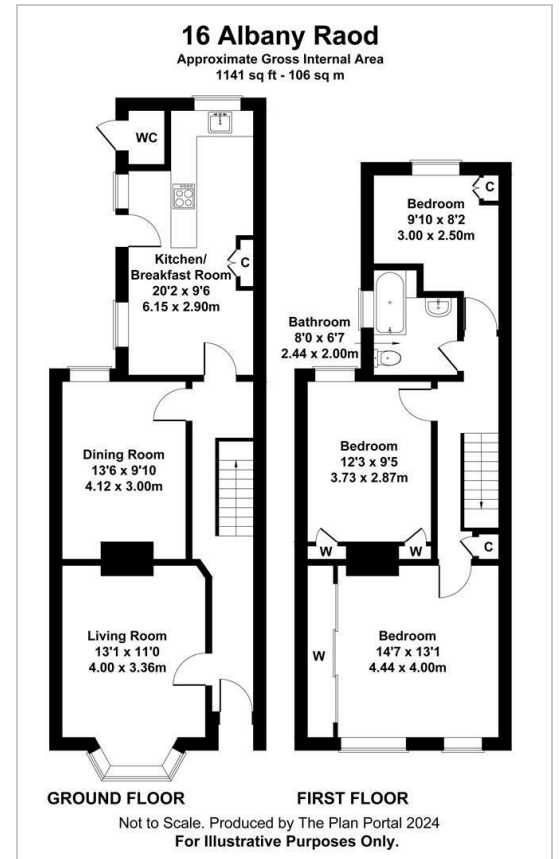 16 Albany Raod
Approximate Gross Internal Area
1141 sq ft - 106 sq m
WC
Kitchen/
Breakfast Room
20'2 x 9'6
6.15 x 2.90m
C
Dining Room
13'6 x 9'10
4.12 x 3.00m
Living Room
13'1 x 11'0
4.00 x 3.36m
GROUND FLOOR
Bedroom
9'10 x 8'2
3.00 x 2.50m
C
Bathroom
8'0 x 6'7
2.44 x 2.00m
Bedroom
12'3 x 9'5
3.73 x 2.87m
W
W
C
W
Bedroom
14'7 x 13'1
4.44 x 4.00m
FIRST FLOOR
Not to Scale. Produced by The Plan Portal 2024
For Illustrative Purposes Only.